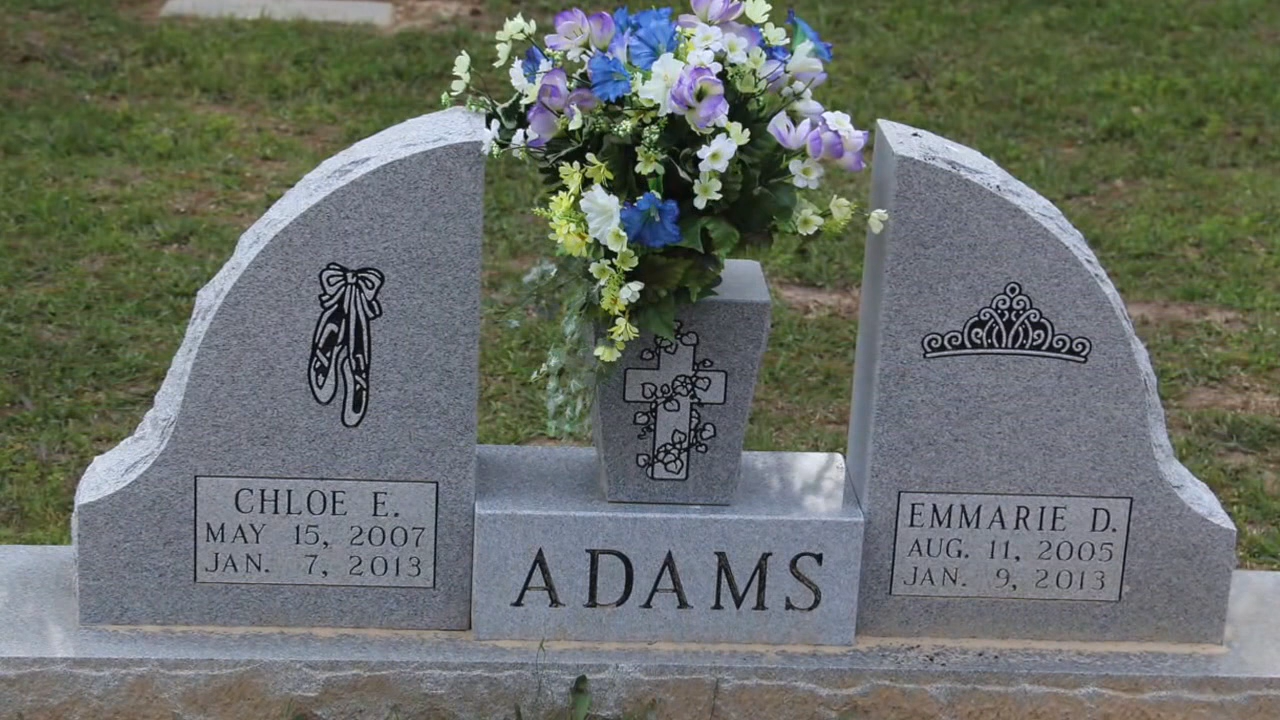 CHLOE E.
MAY 15, 2007
JAN. 7, 2013
ADAMS
EMMARIE D.
AUG. 11, 2005
JAN. 9, 2013